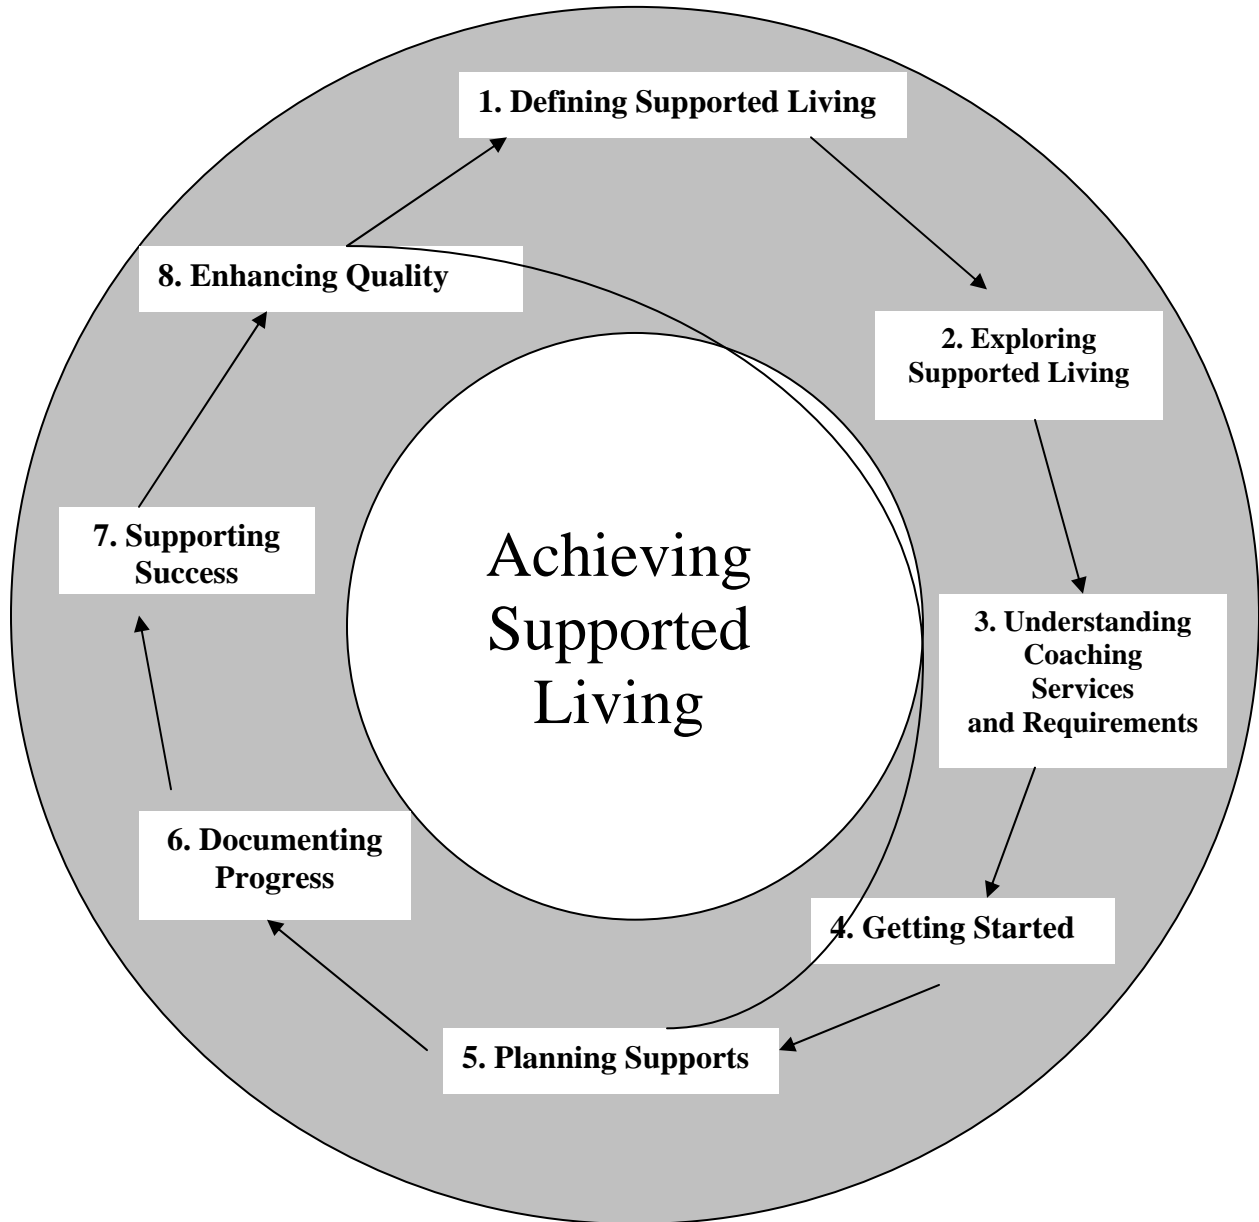 1. Defining Supported Living
2. Exploring
Supported Living
3. Understanding
Coaching
Services
and Requirements
4. Getting Started
5. Planning Supports
6. Documenting
Progress
7. Supporting
Success
8. Enhancing Quality
Achieving
Supported
Living